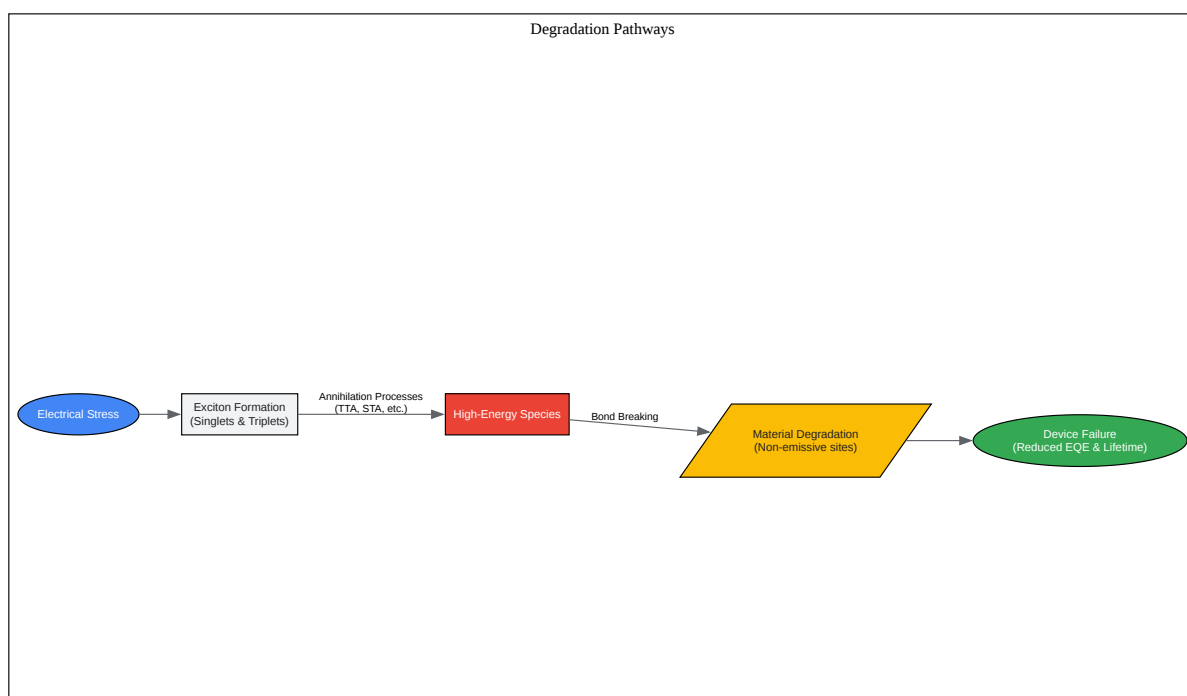 Degradation Pathways
Electrical Stress
Exciton Formation
(Singlets & Triplets)
Annihilation Processes
(TTA, STA, etc.)
High-Energy Species
Bond Breaking
Material Degradation
(Non-emissive sites)
Device Failure
(Reduced EQE & Lifetime)